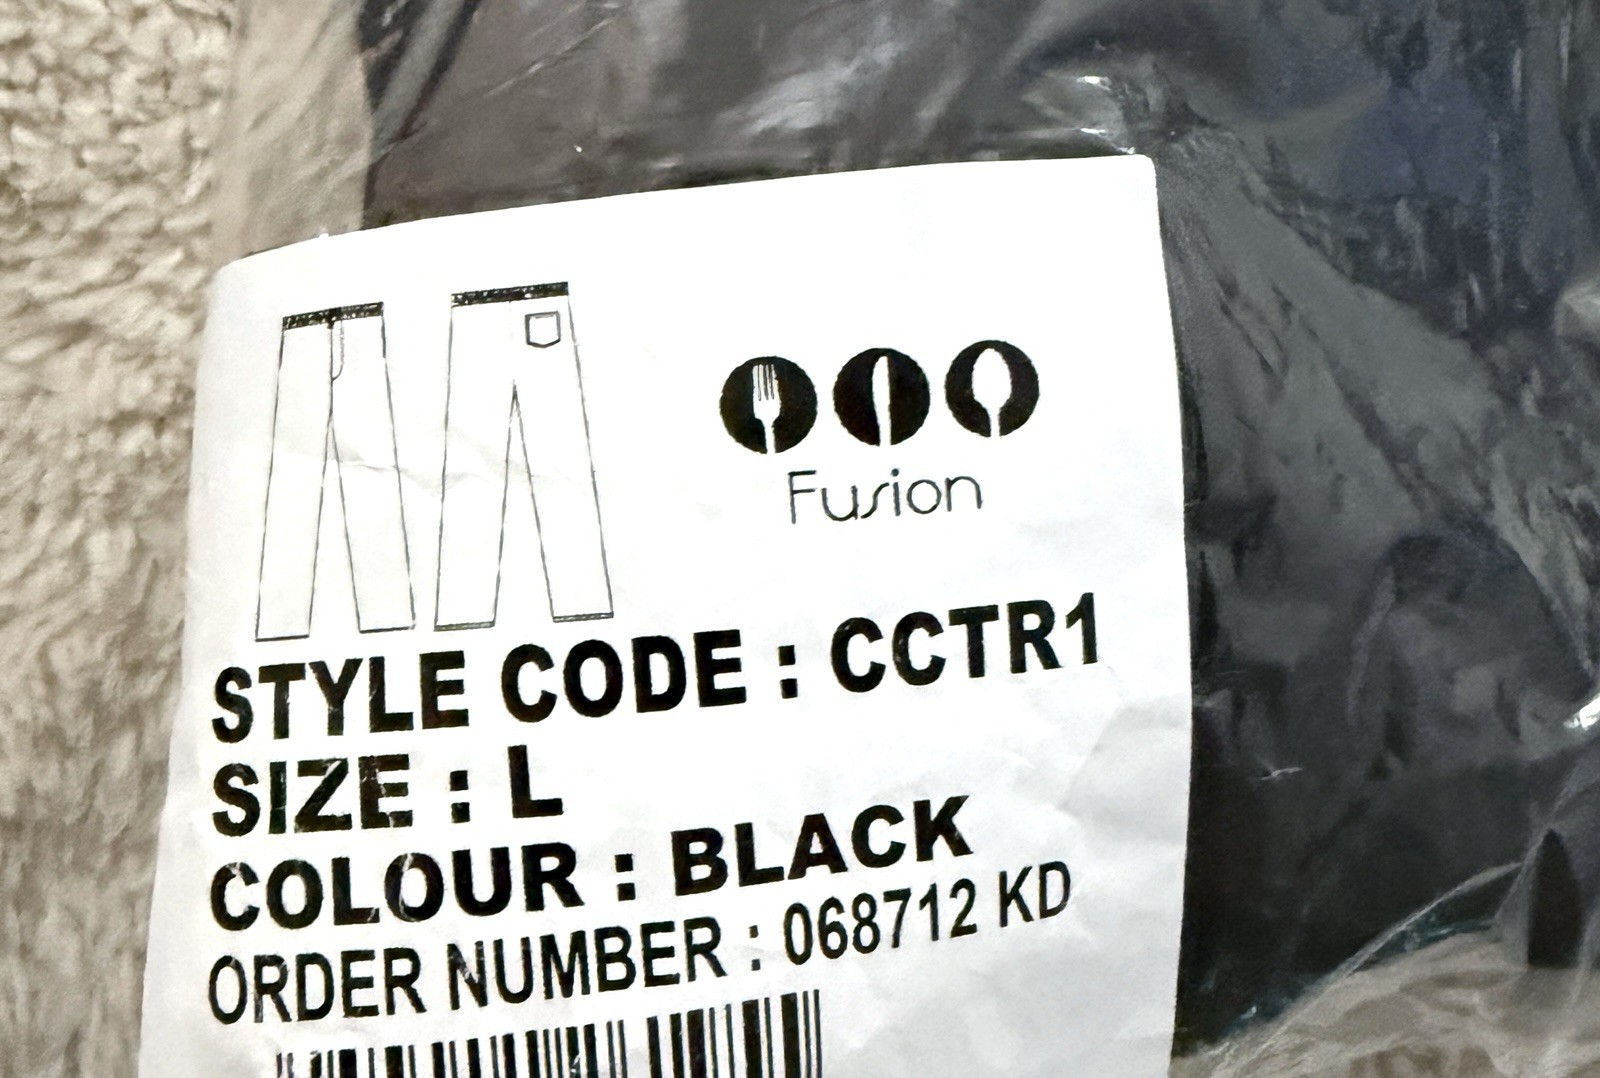 Fusion
STYLE CODE : CCTR1
SIZE : L
COLOUR : BLACK
ORDER NUMBER : 068712 KD